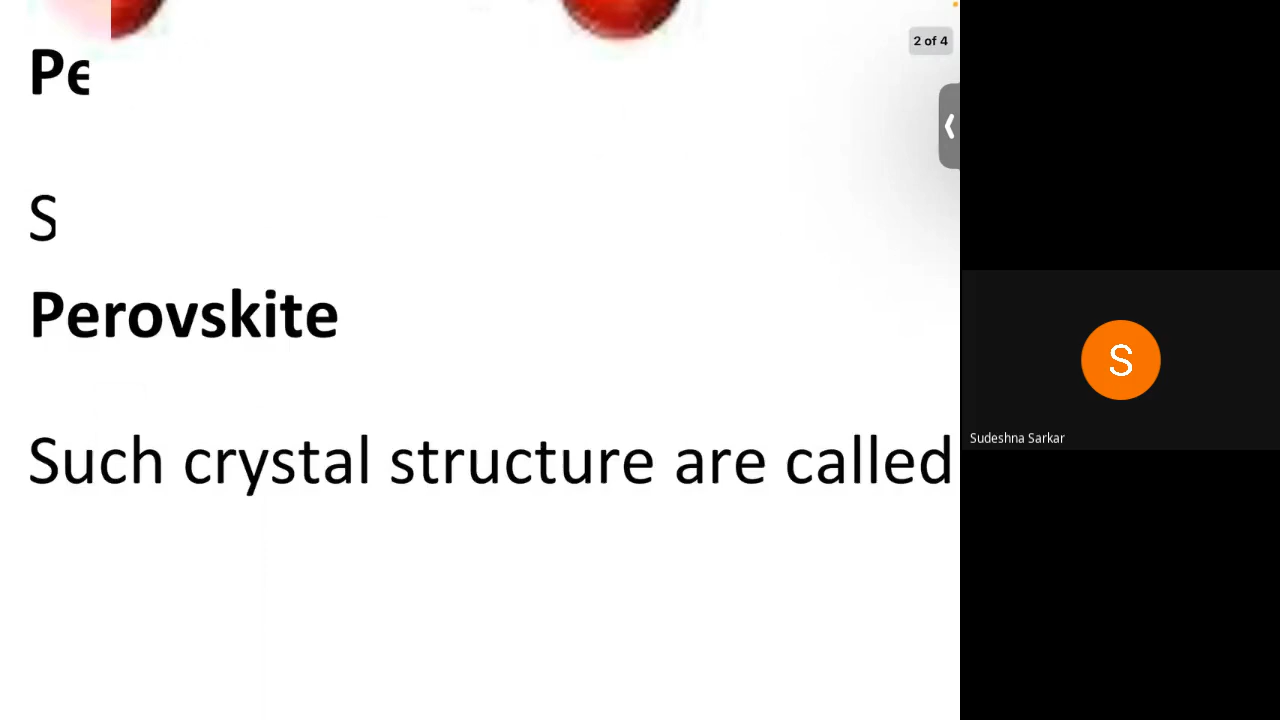 2 of 4
Pe
S
Perovskite
Such crystal structure are called
S
Sudeshna Sarkar